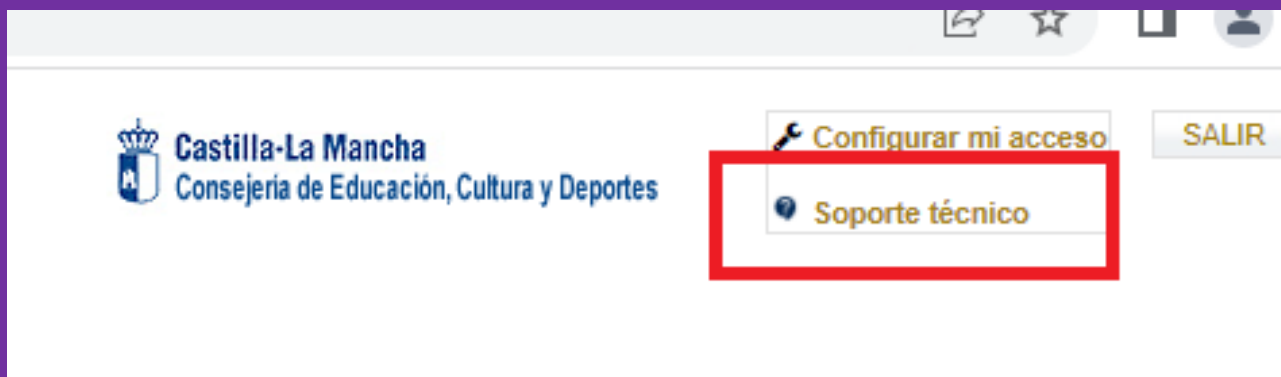 Castilla-La Mancha
Consejería de Educación, Cultura y Deportes
Configurar mi acceso
Soporte técnico
SALIR